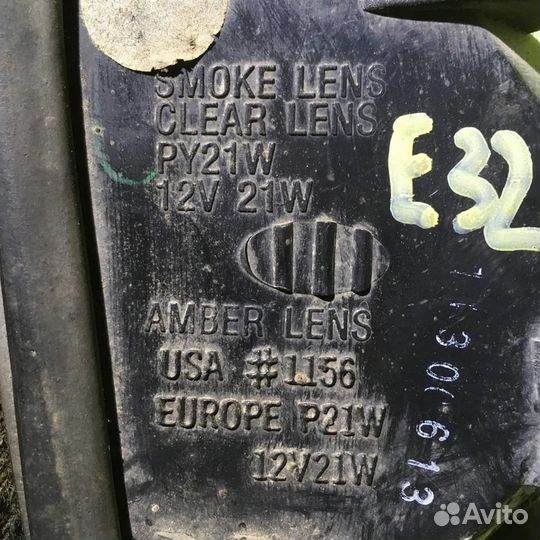 SMOKE LENS
CLEAR LENS
PY21W
12V 21W
E32
AMBER LENS
USA #1156
EUROPE P21W
12V21W
Avito